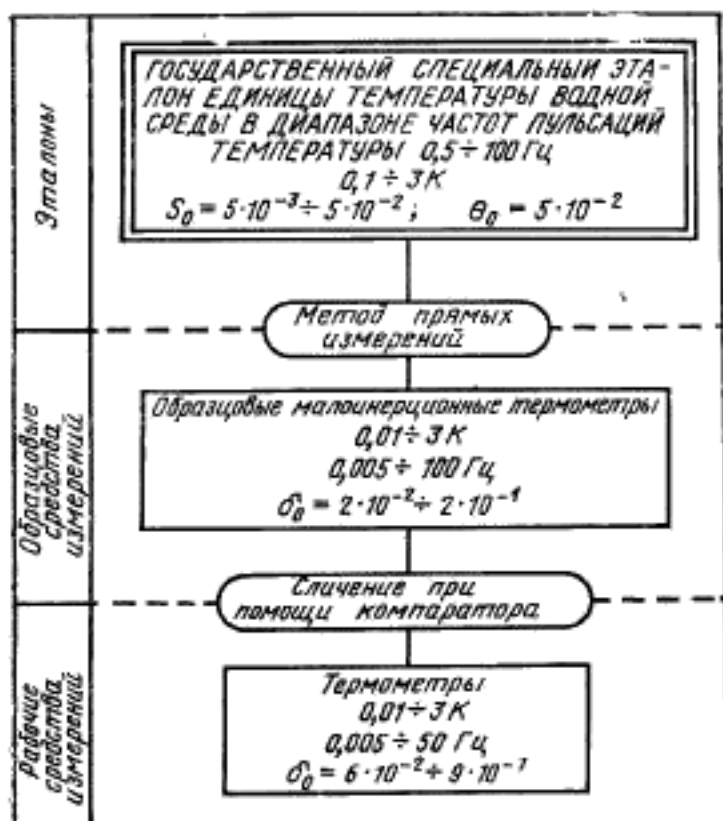 Эталоны
ГОСУДАРСТВЕННЫЙ СПЕЦИАЛЬНЫЙ ЭТА-
ЛОН ЕДИНИЦЫ ТЕМПЕРАТУРЫ ВОДНОЙ
СРЕДЫ В ДИАПАЗОНЕ ЧАСТОТ ПУЛЬСАЦИЙ
ТЕМПЕРАТУРЫ 0,5÷100 Гц
0,1÷3 К
S₀ = 5·10⁻³÷5·10⁻²; Θ₀ = 5·10⁻²
Метод прямых
измерений
Образцовые
средства
измерений
Образцовые малоинерционные термометры
0,01÷3 К
0,005÷100 Гц
δ₀ = 2·10⁻²÷2·10⁻¹
Сличение при
помощи компаратора
Рабочие
средства
измерений
Термометры
0,01÷3 К
0,005÷50 Гц
δ₀ = 6·10⁻²÷9·10⁻¹